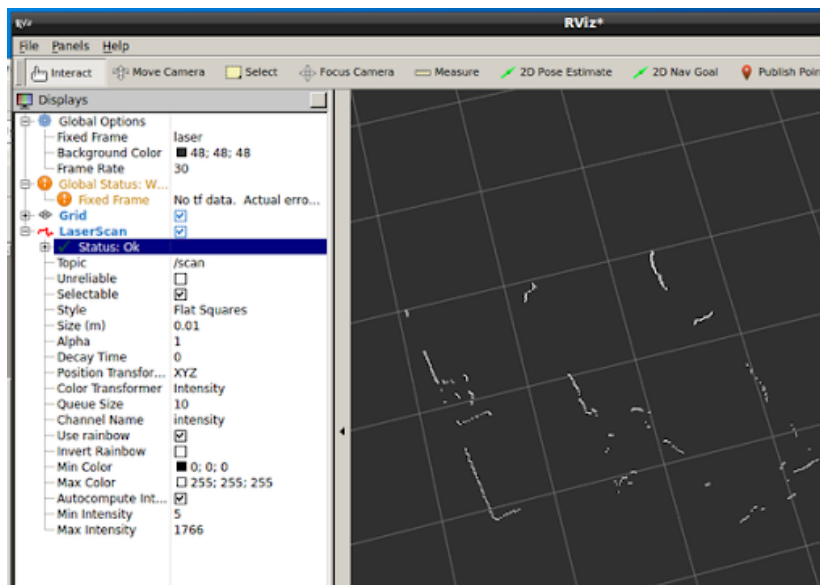 RViz
RViz*
File Panels Help
Interact Move Camera Select Focus Camera Measure 2D Pose Estimate 2D Nav Goal Publish Poin
Displays
Global Options
Fixed Frame laser
Background Color 48; 48; 48
Frame Rate 30
Global Status: W...
Fixed Frame No tf data. Actual erro...
Grid
LaserScan
Status: Ok
Topic /scan
Unreliable
Selectable
Style Flat Squares
Size (m) 0.01
Alpha 1
Decay Time 0
Position Transfor... XYZ
Color Transformer Intensity
Queue Size 10
Channel Name intensity
Use rainbow
Invert Rainbow
Min Color 0; 0; 0
Max Color 255; 255; 255
Autocompute Int...
Min Intensity 5
Max Intensity 1766